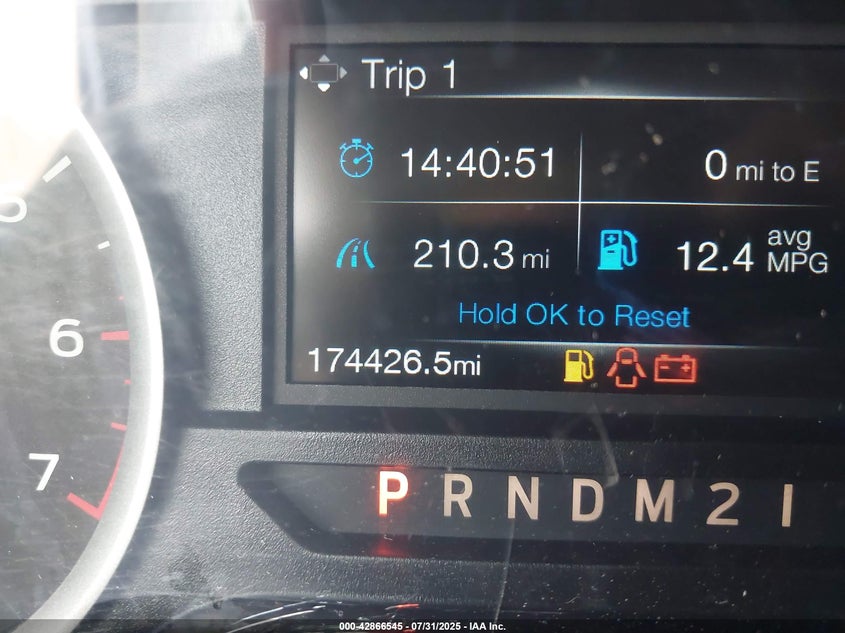 Trip 1
14:40:51
0 mi to E
210.3 mi
12.4 avg MPG
Hold OK to Reset
174426.5mi
6
7
P R N D M 2 1
000-42866545 - 07/31/2025 - IAA Inc.